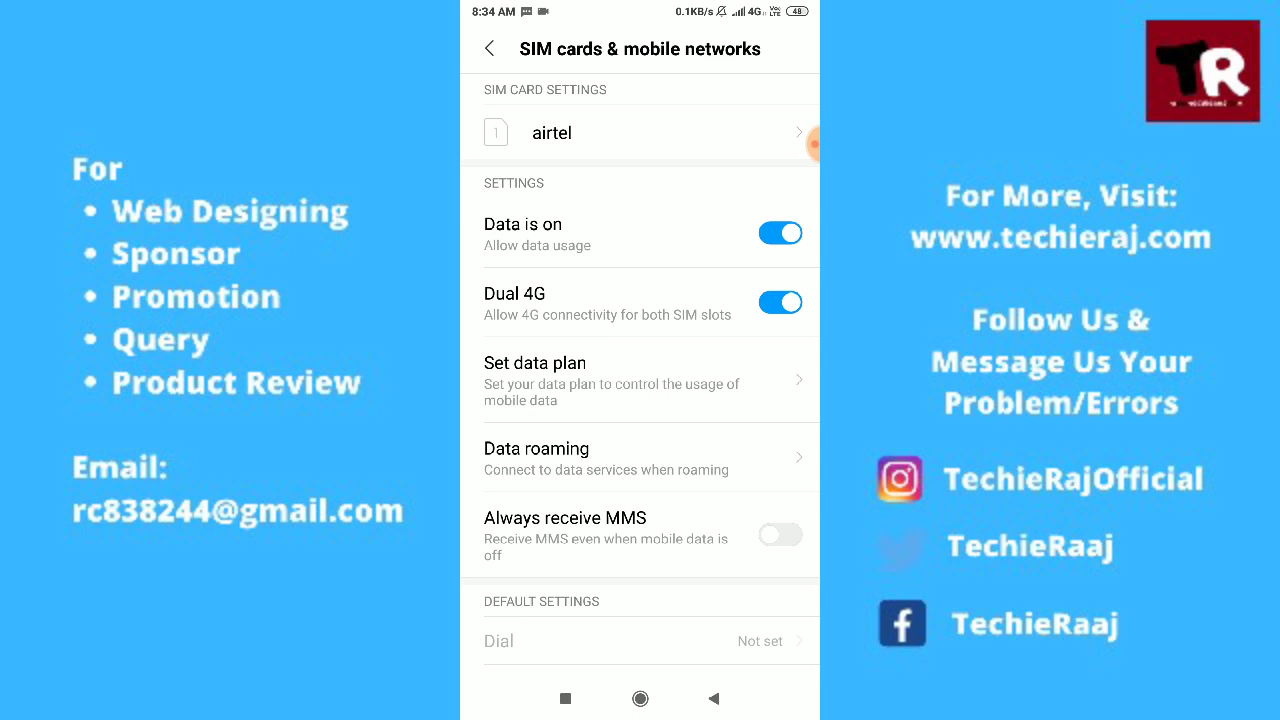 For
• Web Designing
• Sponsor
• Promotion
• Query
• Product Review
Email:
rc838244@gmail.com
8:34 AM
0.1KB/s
4G
Vo
LTE
48
SIM cards & mobile networks
SIM CARD SETTINGS
1
airtel
SETTINGS
Data is on
Allow data usage
Dual 4G
Allow 4G connectivity for both SIM slots
Set data plan
Set your data plan to control the usage of
mobile data
Data roaming
Connect to data services when roaming
Always receive MMS
Receive MMS even when mobile data is
off
DEFAULT SETTINGS
Dial
Not set
TR
For More, Visit:
www.techieraj.com
Follow Us &
Message Us Your
Problem/Errors
TechieRajOfficial
TechieRaaj
f
TechieRaaj